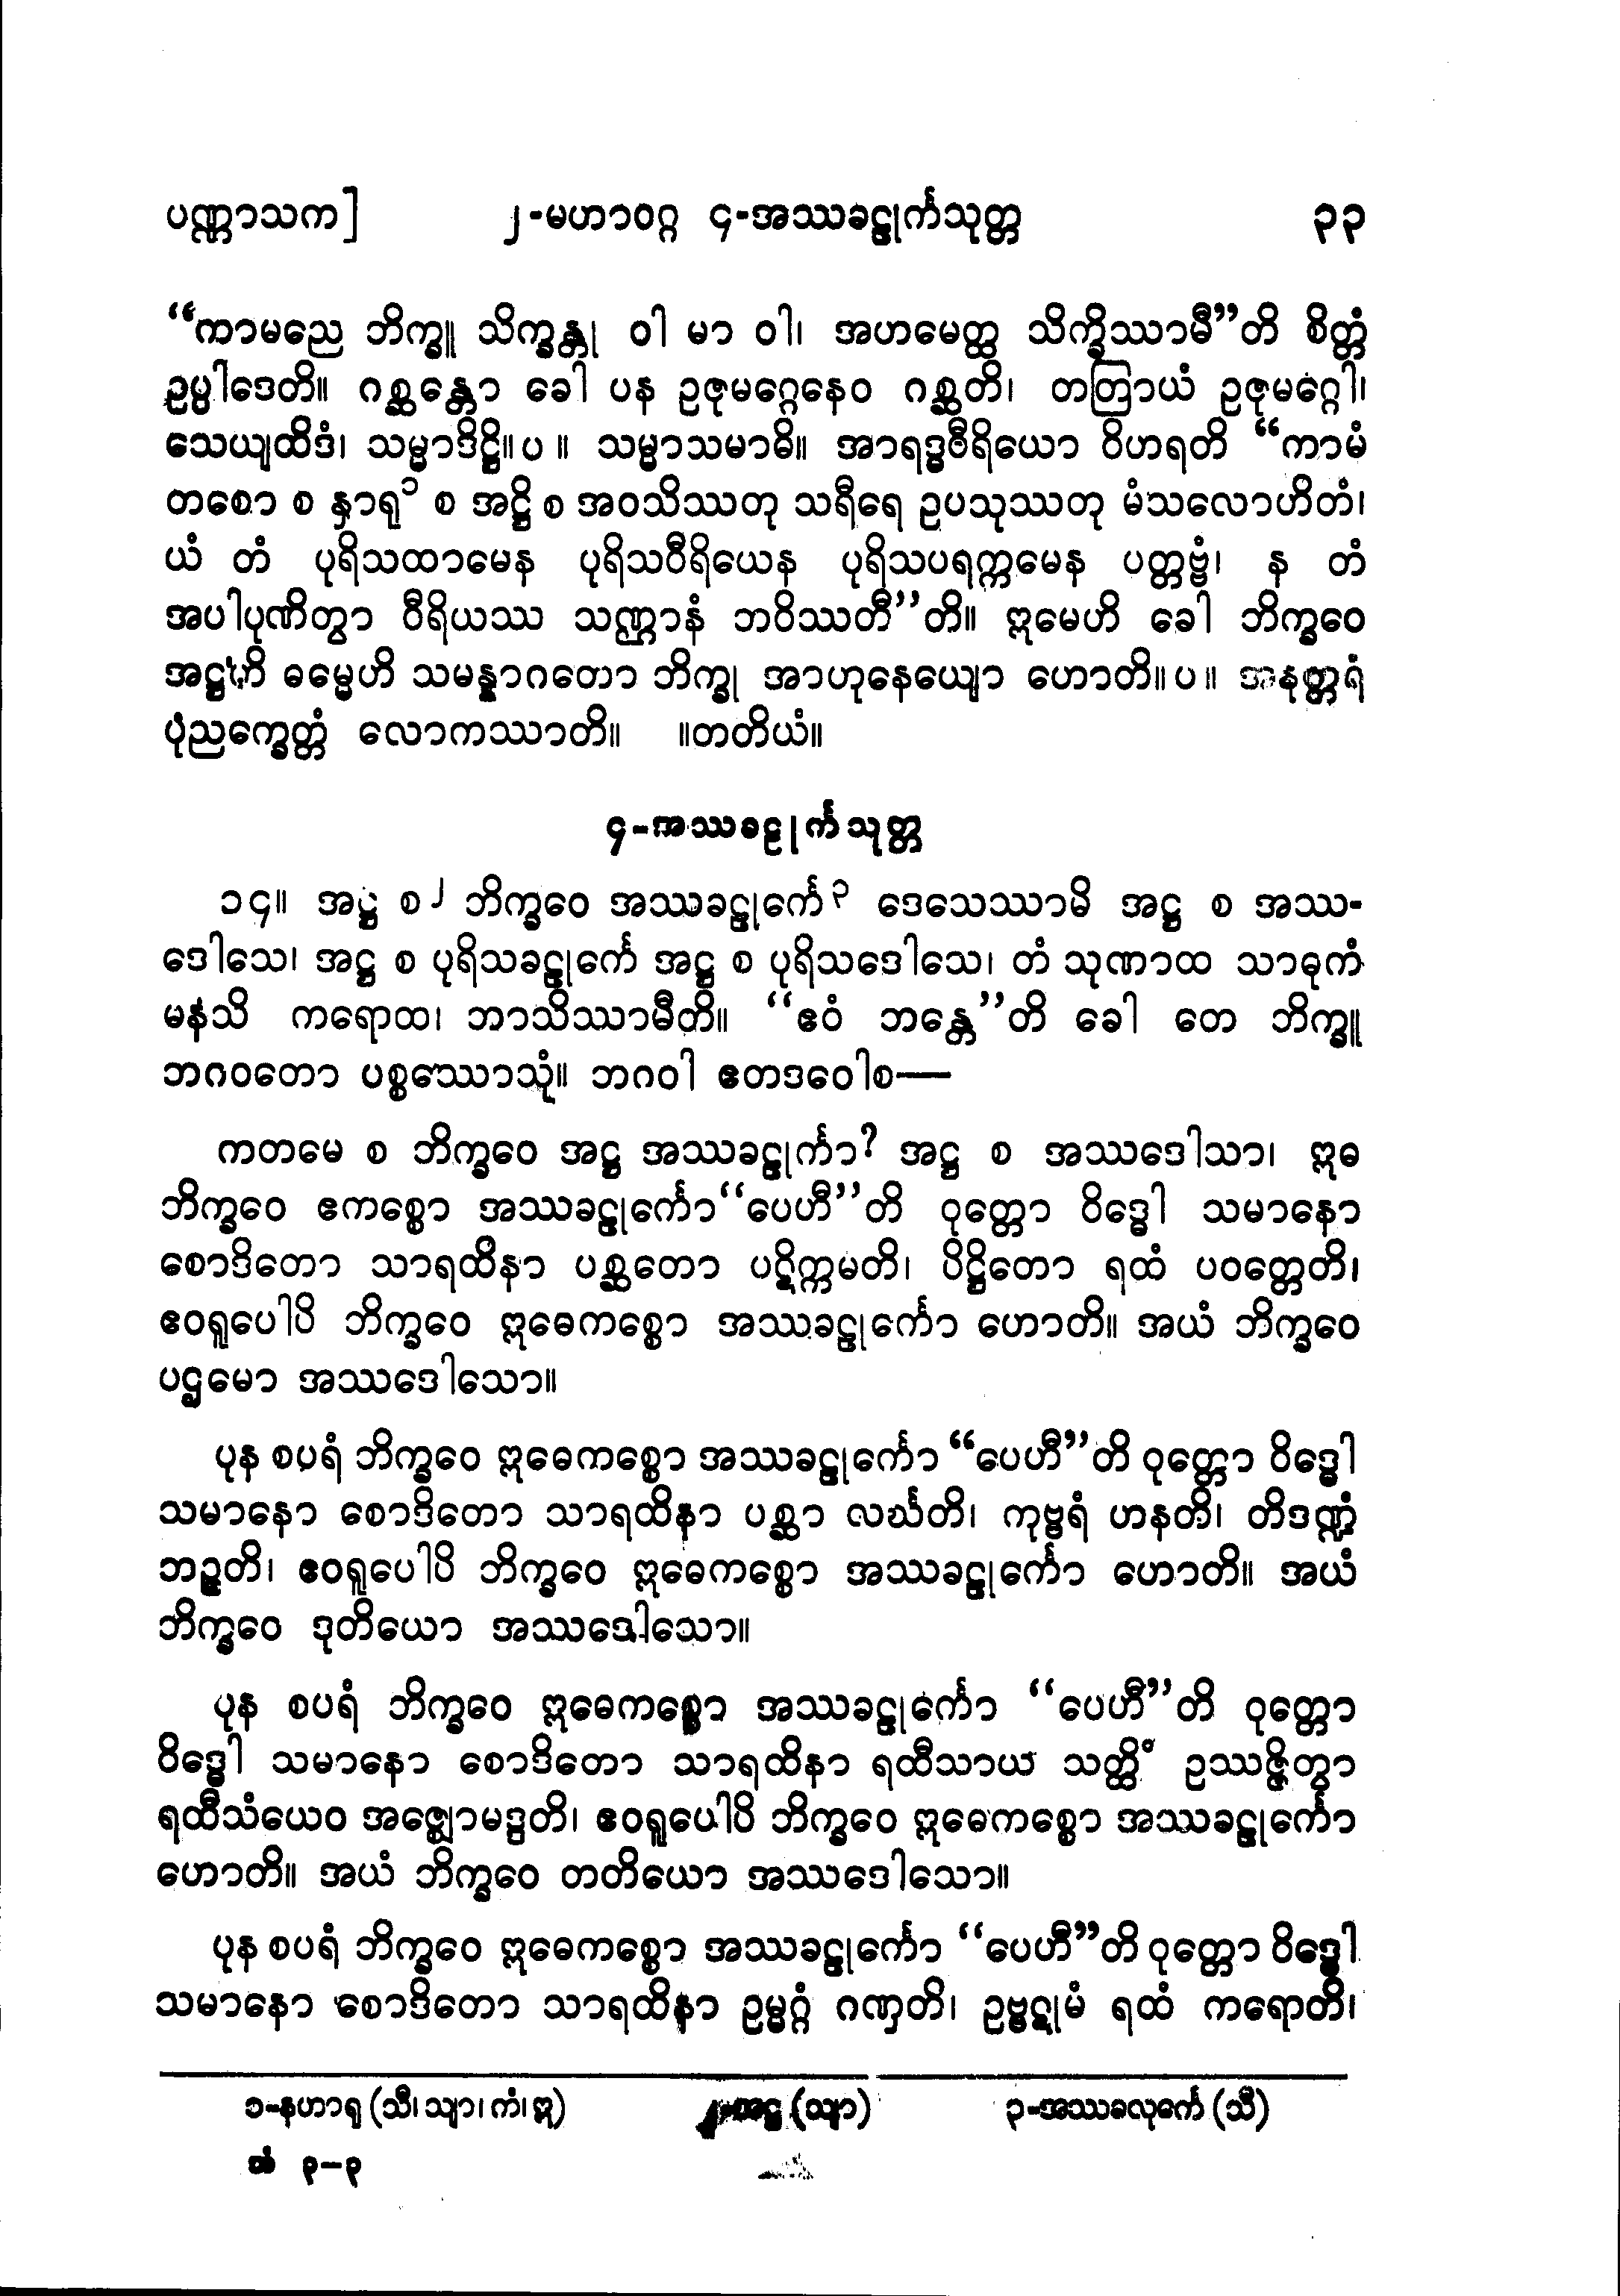 ပဏ္ဏာသက] ၂-မဟာဝဂ္ဂ ၄-အဿခဠုင်္ကသုတ္တ ၃၃
“ကာမညေ ဘိက္ခူ သိက္ခန္တု ဝါ မာ ဝါ၊ အဟမေတ္ထ သိက္ခိဿာမီ”တိ စိတ္တံ
ဥပ္ပါဒေတိ။ ဂစ္ဆန္တော ခေါ ပန ဥဇုမဂ္ဂေနေဝ ဂစ္ဆတိ၊ တတြာယံ ဥဇုမဂ္ဂေါ၊
သေယျထိဒံ၊ သမ္မာဒိဋ္ဌိ။ပ။ သမ္မာသမာဓိ။ အာရဒ္ဓဝီရိယော ဝိဟရတိ “ကာမံ
တစော စ နှာရု၁ စ အဋ္ဌိ စ အဝသိဿတု သရီရေ ဥပသုဿတု မံသလောဟိတံ၊
ယံ တံ ပုရိသထာမေန ပုရိသဝီရိယေန ပုရိသပရက္ကမေန ပတ္တဗ္ဗံ၊ န တံ
အပါပုဏိတွာ ဝီရိယဿ သဏ္ဌာနံ ဘဝိဿတီ”တိ။ ဣမေဟိ ခေါ ဘိက္ခဝေ
အဋ္ဌဟိ ဓမ္မေဟိ သမန္နာဂတော ဘိက္ခု အာဟုနေယျော ဟောတိ။ပ။ အနုတ္တရံ
ပုညက္ခေတ္တံ လောကဿာတိ။ ။တတိယံ။
၄-အဿခဠုင်္ကသုတ္တ
၁၄။ အဋ္ဌ စ၂ ဘိက္ခဝေ အဿခဠုင်္ကေ၃ ဒေသေဿာမိ အဋ္ဌ စ အဿ-
ဒေါသေ၊ အဋ္ဌ စ ပုရိသခဠုင်္ကေ အဋ္ဌ စ ပုရိသဒေါသေ၊ တံ သုဏာထ သာဓုကံ
မနသိ ကရောထ၊ ဘာသိဿာမီတိ။ “ဧဝံ ဘန္တေ”တိ ခေါ တေ ဘိက္ခူ
ဘဂဝတော ပစ္စဿောသုံ။ ဘဂဝါ ဧတဒဝေါစ—
ကတမေ စ ဘိက္ခဝေ အဋ္ဌ အဿခဠုင်္ကာ? အဋ္ဌ စ အဿဒေါသာ၊ ဣဓ
ဘိက္ခဝေ ဧကစ္စော အဿခဠုင်္ကော“ပေဟီ”တိ ဝုတ္တော ဝိဒ္ဓေါ သမာနော
စောဒိတော သာရထိနာ ပစ္ဆတော ပဋိက္ကမတိ၊ ပိဋ္ဌိတော ရထံ ပဝတ္တေတိ၊
ဧဝရူပေါပိ ဘိက္ခဝေ ဣဓေကစ္စော အဿခဠုင်္ကော ဟောတိ။ အယံ ဘိက္ခဝေ
ပဌမော အဿဒေါသော။
ပုန စပရံ ဘိက္ခဝေ ဣဓေကစ္စော အဿခဠုင်္ကော “ပေဟီ”တိ ဝုတ္တော ဝိဒ္ဓေါ
သမာနော စောဒိတော သာရထိနာ ပစ္ဆာ လင်္ဃတိ၊ ကုဗ္ဗရံ ဟနတိ၊ တိဒဏ္ဍံ
ဘဉ္ဇတိ၊ ဧဝရူပေါပိ ဘိက္ခဝေ ဣဓေကစ္စော အဿခဠုင်္ကော ဟောတိ။ အယံ
ဘိက္ခဝေ ဒုတိယော အဿဒေါသော။
ပုန စပရံ ဘိက္ခဝေ ဣဓေကစ္စော အဿခဠုင်္ကော “ပေဟီ”တိ ဝုတ္တော
ဝိဒ္ဓေါ သမာနော စောဒိတော သာရထိနာ ရထီသာယ သတ္ထိံ ဥဿဇ္ဇိတွာ
ရထီသံယေဝ အဇ္ဈောမဒ္ဒတိ၊ ဧဝရူပေါပိ ဘိက္ခဝေ ဣဓေကစ္စော အဿခဠုင်္ကော
ဟောတိ။ အယံ ဘိက္ခဝေ တတိယော အဿဒေါသော။
ပုန စပရံ ဘိက္ခဝေ ဣဓေကစ္စော အဿခဠုင်္ကော “ပေဟီ”တိ ဝုတ္တော ဝိဒ္ဓေါ
သမာနော စောဒိတော သာရထိနာ ဥမ္မဂ္ဂံ ဂဏှတိ၊ ဥဗ္ဗဋုမံ ရထံ ကရောတိ၊
၁-နဟာရု (သီ၊ သျာ၊ ကံ၊ ဣ) ၂-အဋ္ဌ (သျာ) ၃-အဿခလုင်္ကေ (သီ)
အံ ၃-၃